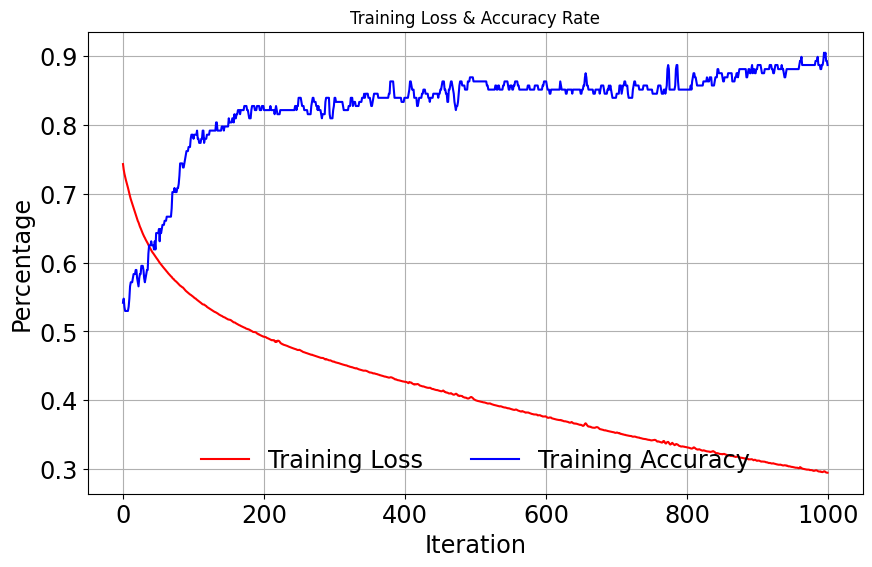 Training Loss & Accuracy Rate
0.9
0.8
0.7
0.6
0.5
0.4
0.3
Percentage
Training Loss
Training Accuracy
0 200 400 600 800 1000
Iteration